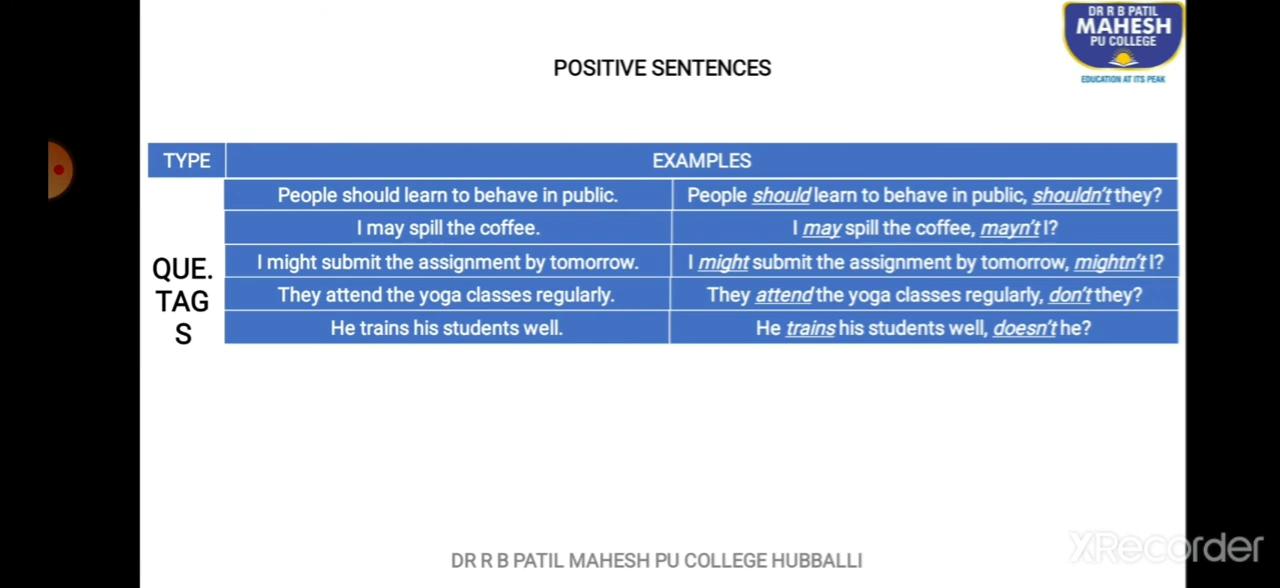 DR R B PATIL
MAHESH
PU COLLEGE
EDUCATION AT ITS PEAK
POSITIVE SENTENCES
TYPE EXAMPLES
People should learn to behave in public. People should learn to behave in public, shouldn't they?
I may spill the coffee. I may spill the coffee, mayn't I?
I might submit the assignment by tomorrow. I might submit the assignment by tomorrow, mightn't I?
They attend the yoga classes regularly. They attend the yoga classes regularly, don't they?
He trains his students well. He trains his students well, doesn't he?
QUE.
TAG
S
DR R B PATIL MAHESH PU COLLEGE HUBBALLI
XRecorder